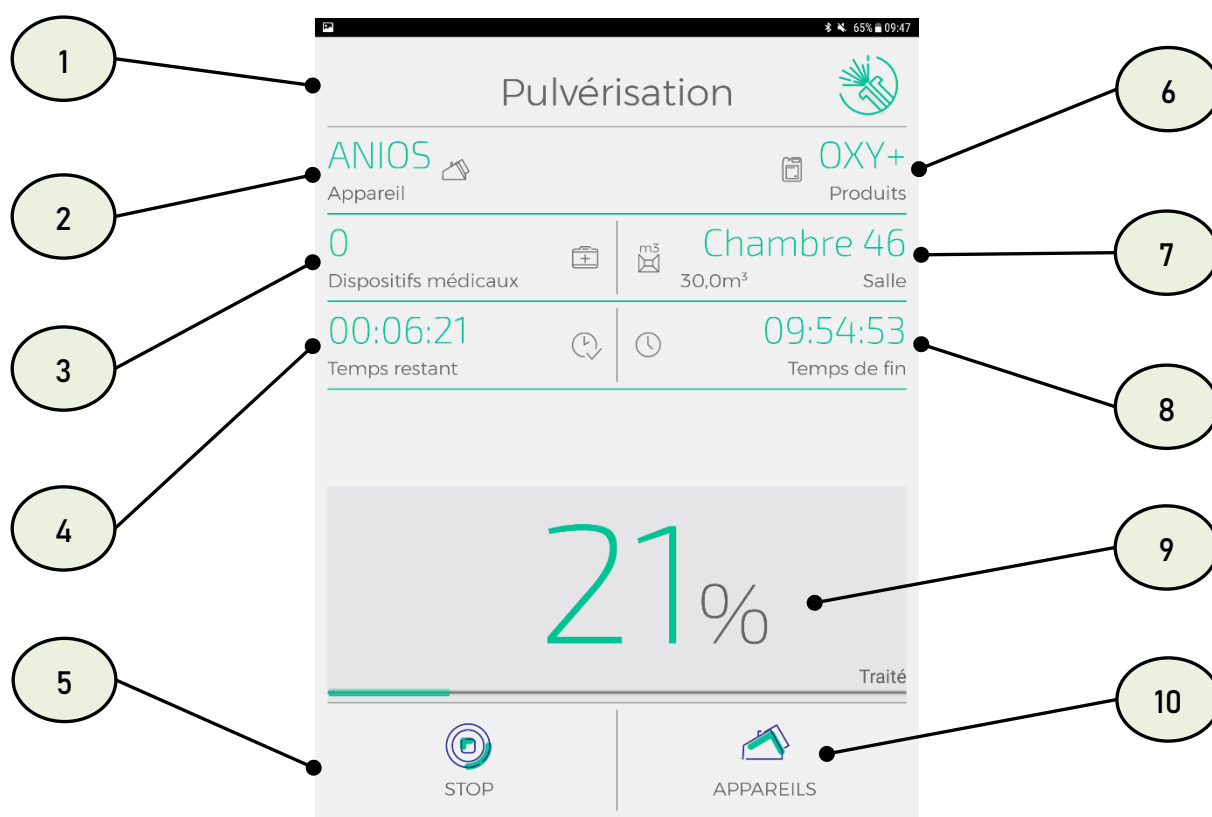 65% 09:47
1
Pulvérisation
6
ANIOS
OXY+
Appareil
Produits
2
0
m3
Chambre 46
7
Dispositifs médicaux
30,0m³
Salle
3
00:06:21
09:54:53
Temps restant
Temps de fin
8
4
21%
9
Traité
5
10
STOP
APPAREILS